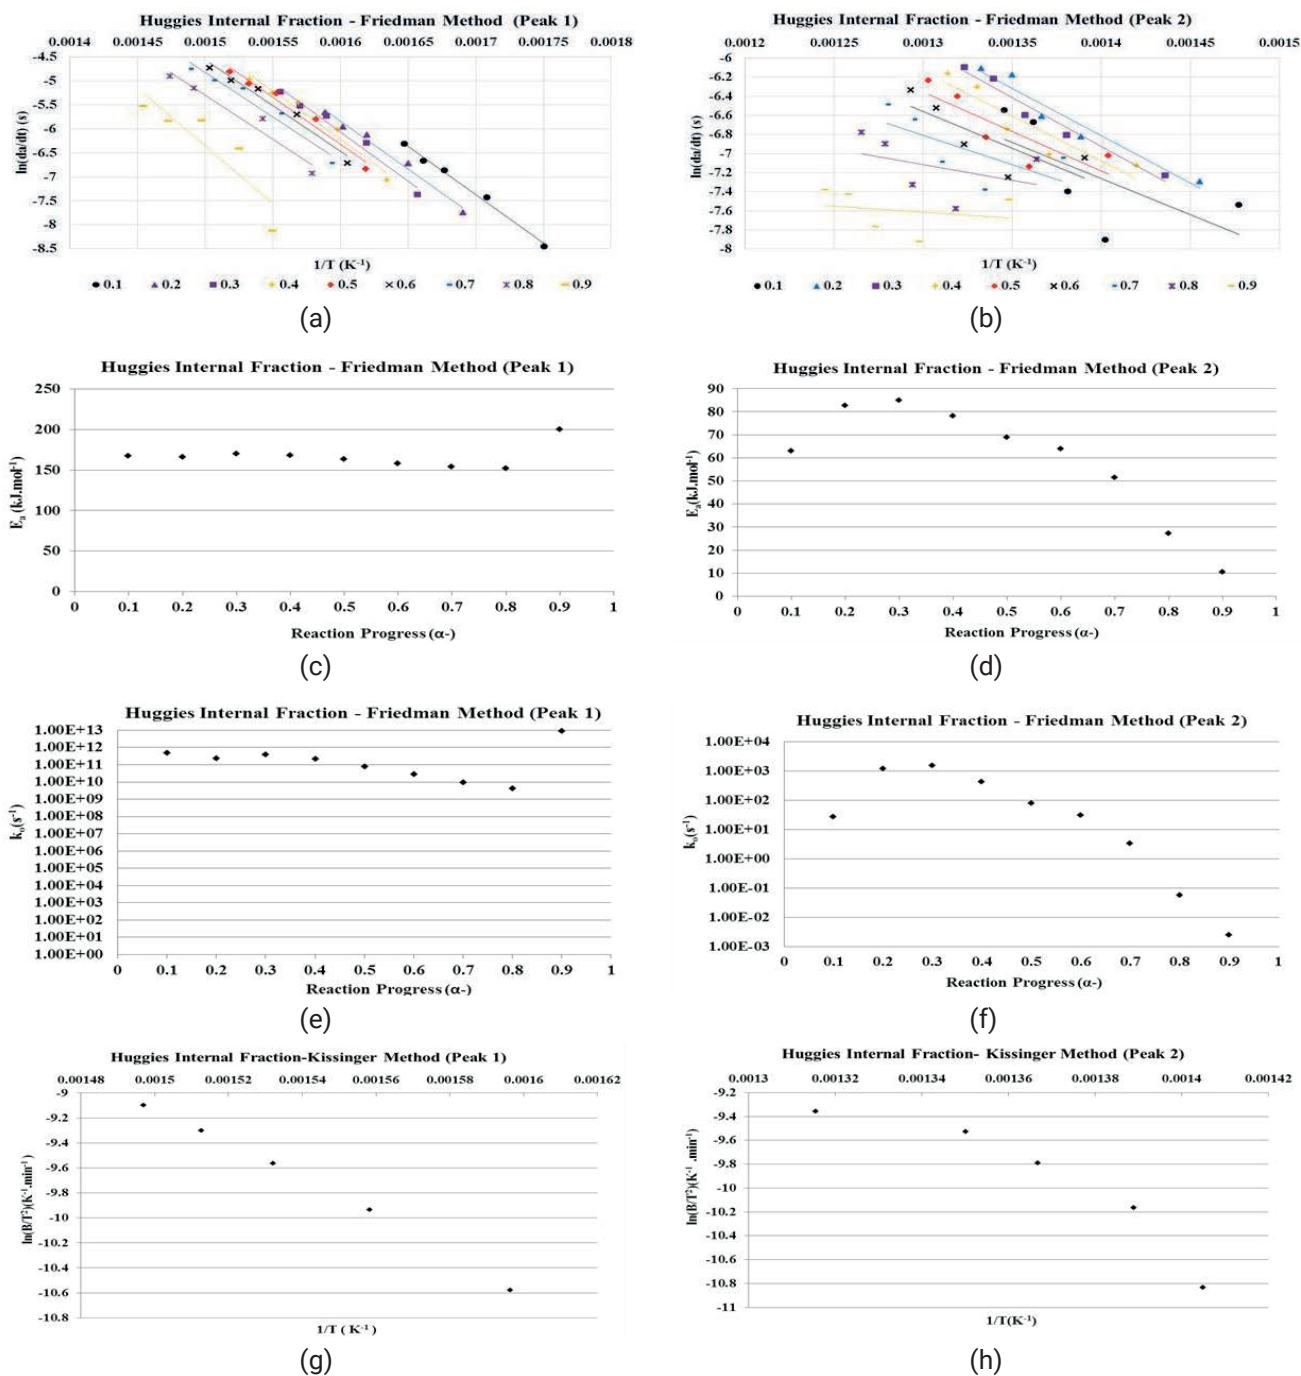 Huggies Internal Fraction - Friedman Method (Peak 1)
0.0014 0.00145 0.0015 0.00155 0.0016 0.00165 0.0017 0.00175 0.0018
-4.5
-5
-5.5
-6
-6.5
-7
-7.5
-8
-8.5
ln(da/dt) (s)
1/T (K-1)
0.1 0.2 0.3 0.4 0.5 0.6 0.7 0.8 0.9
(a)
Huggies Internal Fraction - Friedman Method (Peak 2)
0.0012 0.00125 0.0013 0.00135 0.0014 0.00145 0.0015
-6
-6.2
-6.4
-6.6
-6.8
-7
-7.2
-7.4
-7.6
-7.8
-8
ln(da/dt) (s)
1/T (K-1)
0.1 0.2 0.3 0.4 0.5 0.6 0.7 0.8 0.9
(b)
Huggies Internal Fraction - Friedman Method (Peak 1)
250
200
150
100
50
0
Ea (kJ.mol-1)
0 0.1 0.2 0.3 0.4 0.5 0.6 0.7 0.8 0.9 1
Reaction Progress (α-)
(c)
Huggies Internal Fraction - Friedman Method (Peak 2)
90
80
70
60
50
40
30
20
10
0
Ea(kJ.mol-1)
0 0.1 0.2 0.3 0.4 0.5 0.6 0.7 0.8 0.9 1
Reaction Progress (α-)
(d)
Huggies Internal Fraction - Friedman Method (Peak 1)
1.00E+13
1.00E+12
1.00E+11
1.00E+10
1.00E+09
1.00E+08
1.00E+07
1.00E+06
1.00E+05
1.00E+04
1.00E+03
1.00E+02
1.00E+01
1.00E+00
ko(s-1)
0 0.1 0.2 0.3 0.4 0.5 0.6 0.7 0.8 0.9 1
Reaction Progress (α-)
(e)
Huggies Internal Fraction - Friedman Method (Peak 2)
1.00E+04
1.00E+03
1.00E+02
1.00E+01
1.00E+00
1.00E-01
1.00E-02
1.00E-03
ko(s-1)
0 0.1 0.2 0.3 0.4 0.5 0.6 0.7 0.8 0.9 1
Reaction Progress (α-)
(f)
Huggies Internal Fraction-Kissinger Method (Peak 1)
0.00148 0.0015 0.00152 0.00154 0.00156 0.00158 0.0016 0.00162
-9
-9.2
-9.4
-9.6
-9.8
-10
-10.2
-10.4
-10.6
-10.8
ln(B/T2)(K-1.min-1)
1/T ( K-1 )
(g)
Huggies Internal Fraction- Kissinger Method (Peak 2)
0.0013 0.00132 0.00134 0.00136 0.00138 0.0014 0.00142
-9.2
-9.4
-9.6
-9.8
-10
-10.2
-10.4
-10.6
-10.8
-11
ln(B/T2)(K-1 .min-1)
1/T(K-1)
(h)